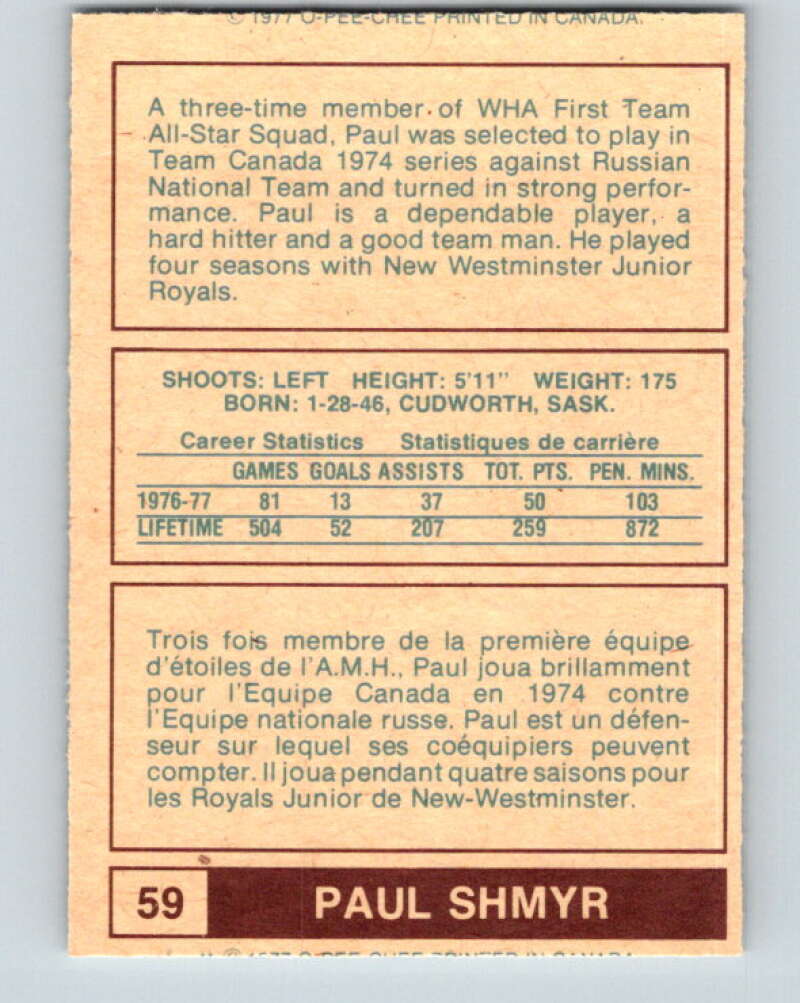 © 1977 O-PEE-CHEE PRINTED IN CANADA.
A three-time member of WHA First Team
All-Star Squad, Paul was selected to play in
Team Canada 1974 series against Russian
National Team and turned in strong perfor-
mance. Paul is a dependable player, a
hard hitter and a good team man. He played
four seasons with New Westminster Junior
Royals.
SHOOTS: LEFT HEIGHT: 5'11" WEIGHT: 175
BORN: 1-28-46, CUDWORTH, SASK.
Career Statistics Statistiques de carrière
GAMES GOALS ASSISTS TOT. PTS. PEN. MINS.
1976-77 81 13 37 50 103
LIFETIME 504 52 207 259 872
Trois fois membre de la première équipe
d'étoiles de l'A.M.H., Paul joua brillamment
pour l'Equipe Canada en 1974 contre
l'Equipe nationale russe. Paul est un défen-
seur sur lequel ses coéquipiers peuvent
compter. Il joua pendant quatre saisons pour
les Royals Junior de New-Westminster.
59 PAUL SHMYR
© 1977 O-PEE-CHEE PRINTED IN CANADA